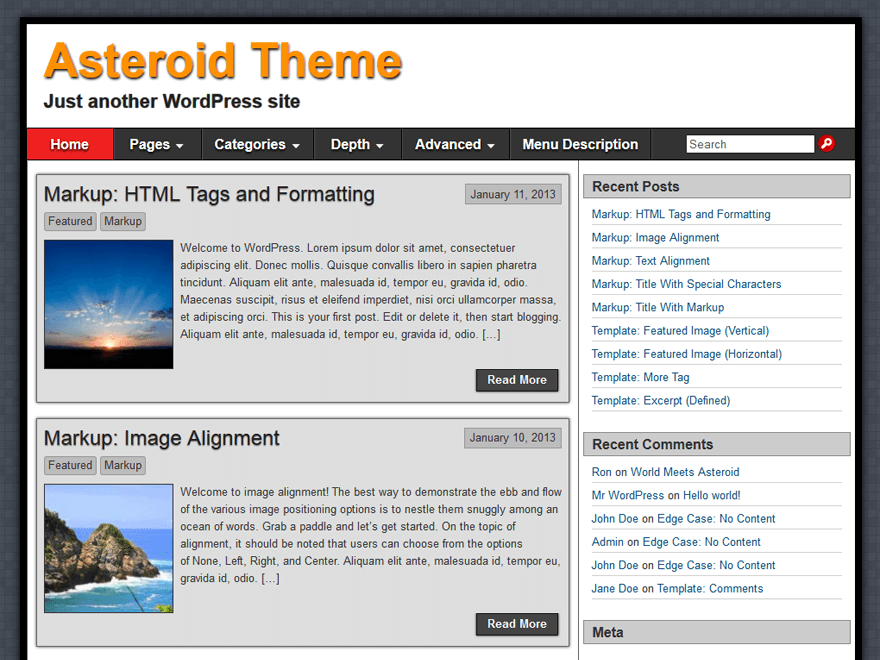 Asteroid Theme
Just another WordPress site
Home Pages Categories Depth Advanced Menu Description Search
Markup: HTML Tags and Formatting
January 11, 2013
Featured Markup
Welcome to WordPress. Lorem ipsum dolor sit amet, consectetuer
adipiscing elit. Donec mollis. Quisque convallis libero in sapien pharetra
tincidunt. Aliquam elit ante, malesuada id, tempor eu, gravida id, odio.
Maecenas suscipit, risus et eleifend imperdiet, nisi orci ullamcorper massa,
et adipiscing orci. This is your first post. Edit or delete it, then start blogging.
Aliquam elit ante, malesuada id, tempor eu, gravida id, odio. […]
Read More
Markup: Image Alignment
January 10, 2013
Featured Markup
Welcome to image alignment! The best way to demonstrate the ebb and flow
of the various image positioning options is to nestle them snuggly among an
ocean of words. Grab a paddle and let’s get started. On the topic of
alignment, it should be noted that users can choose from the options
of None, Left, Right, and Center. Aliquam elit ante, malesuada id, tempor eu,
gravida id, odio. […]
Read More
Recent Posts
Markup: HTML Tags and Formatting
Markup: Image Alignment
Markup: Text Alignment
Markup: Title With Special Characters
Markup: Title With Markup
Template: Featured Image (Vertical)
Template: Featured Image (Horizontal)
Template: More Tag
Template: Excerpt (Defined)
Recent Comments
Ron on World Meets Asteroid
Mr WordPress on Hello world!
John Doe on Edge Case: No Content
Admin on Edge Case: No Content
John Doe on Edge Case: No Content
Jane Doe on Template: Comments
Meta